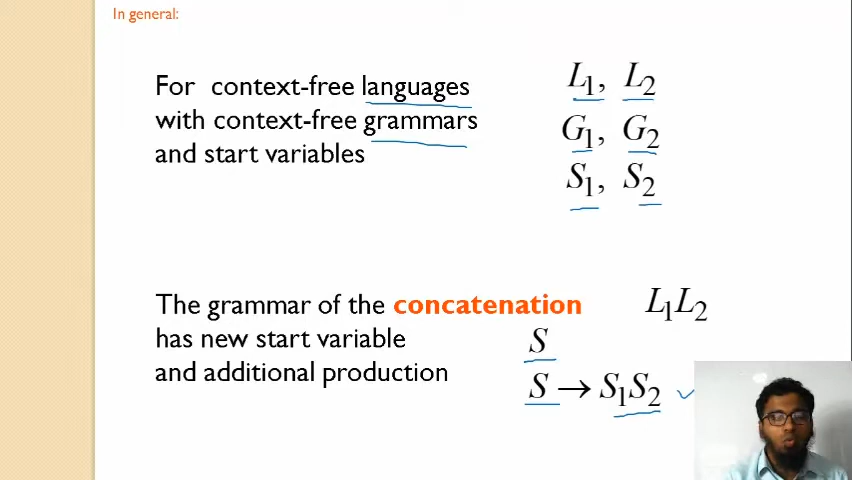 In general:
For context-free languages L₁, L₂
with context-free grammars G₁, G₂
and start variables S₁, S₂
The grammar of the concatenation L₁L₂
has new start variable S
and additional production S → S₁S₂